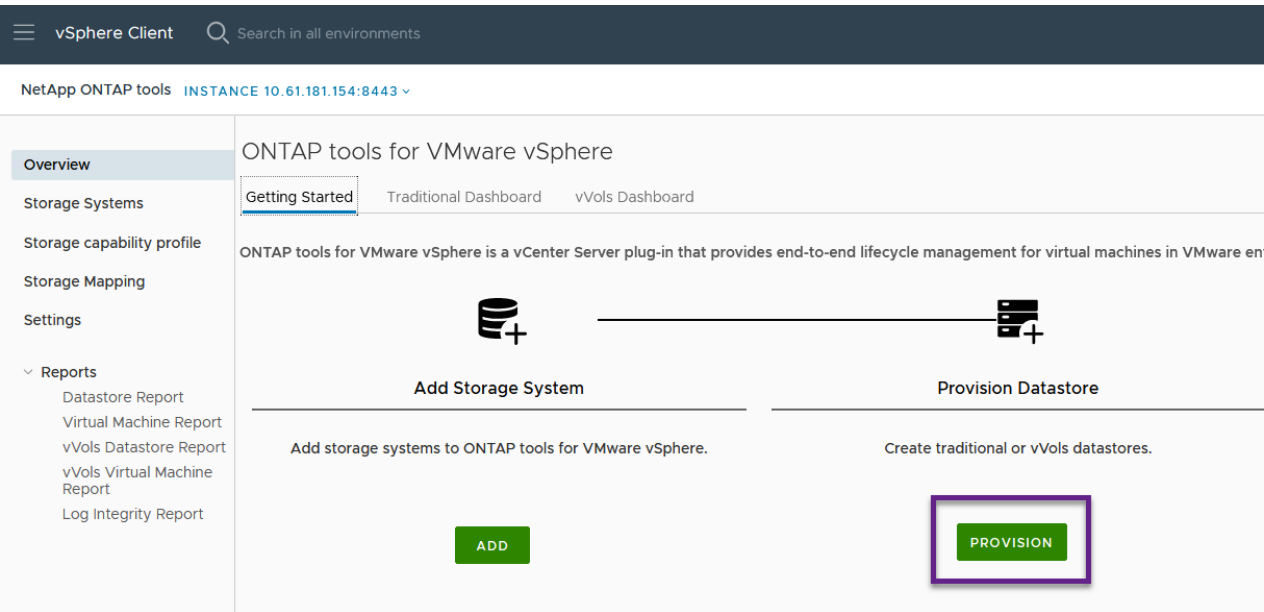 vSphere Client
Search in all environments
NetApp ONTAP tools INSTANCE 10.61.181.154:8443
Overview
Storage Systems
Storage capability profile
Storage Mapping
Settings
Reports
Datastore Report
Virtual Machine Report
vVols Datastore Report
vVols Virtual Machine
Report
Log Integrity Report
ONTAP tools for VMware vSphere
Getting Started Traditional Dashboard vVols Dashboard
ONTAP tools for VMware vSphere is a vCenter Server plug-in that provides end-to-end lifecycle management for virtual machines in VMware
Add Storage System
Add storage systems to ONTAP tools for VMware vSphere.
ADD
Provision Datastore
Create traditional or vVols datastores.
PROVISION